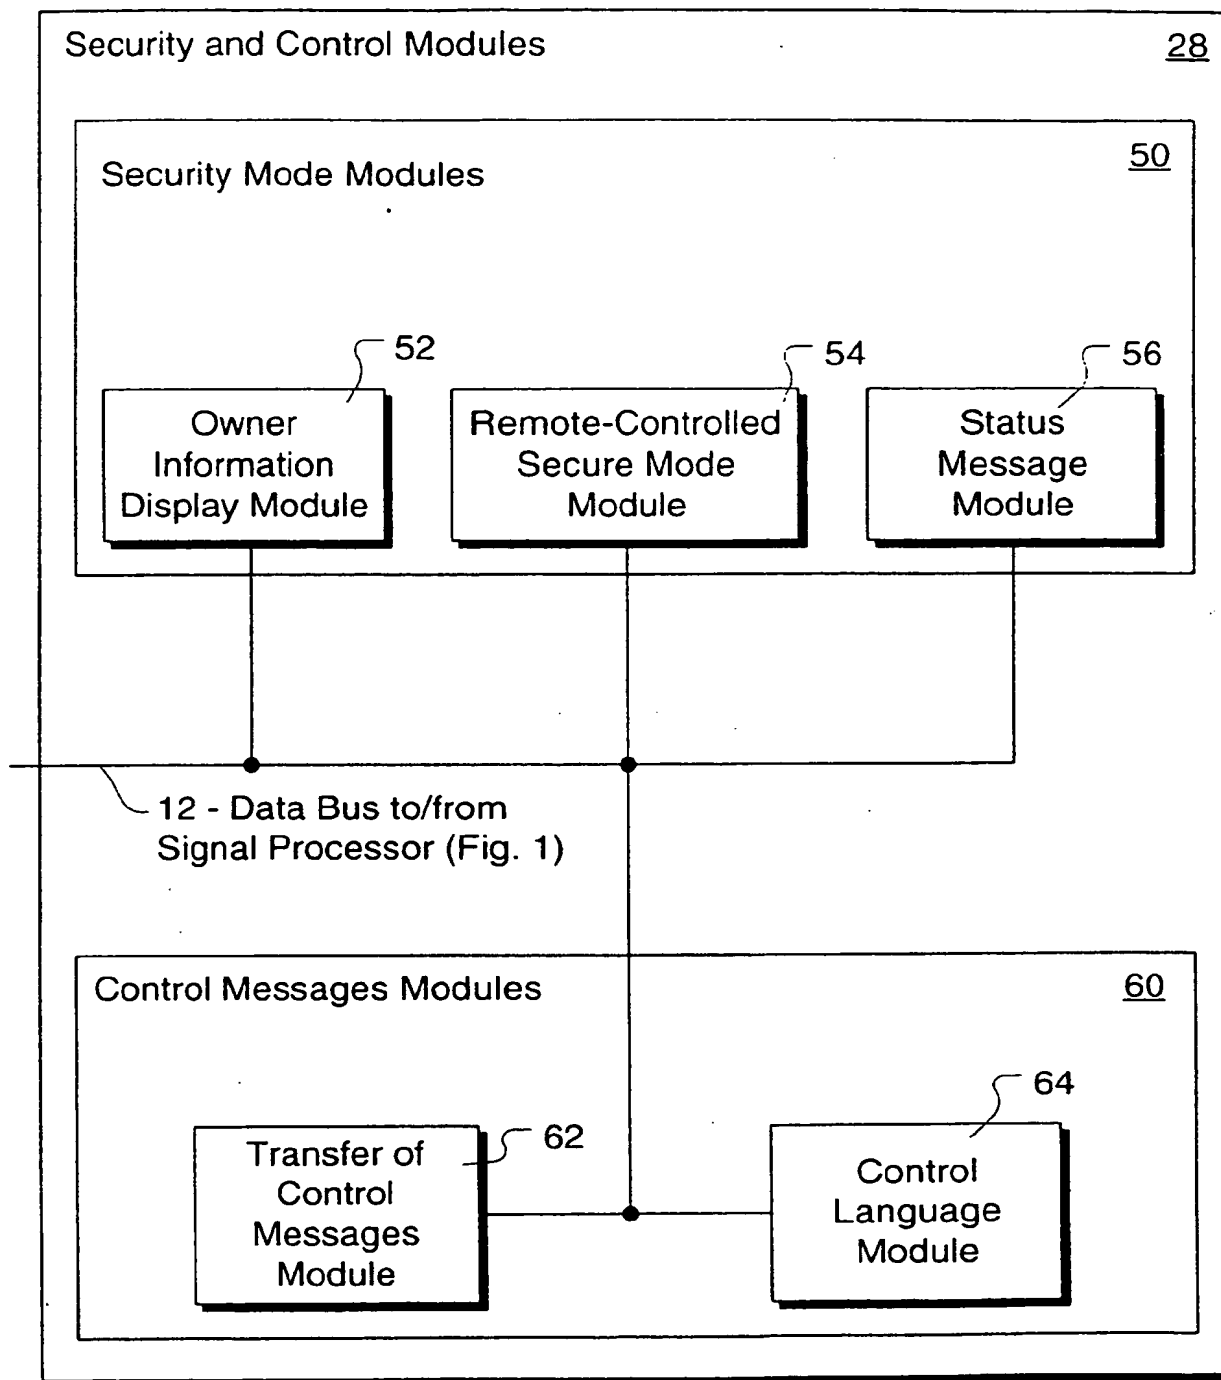 Security and Control Modules
28
Security Mode Modules
50
52
54
56
Owner
Information
Display Module
Remote-Controlled
Secure Mode
Module
Status
Message
Module
12 - Data Bus to/from
Signal Processor (Fig. 1)
Control Messages Modules
60
62
64
Transfer of
Control
Messages
Module
Control
Language
Module